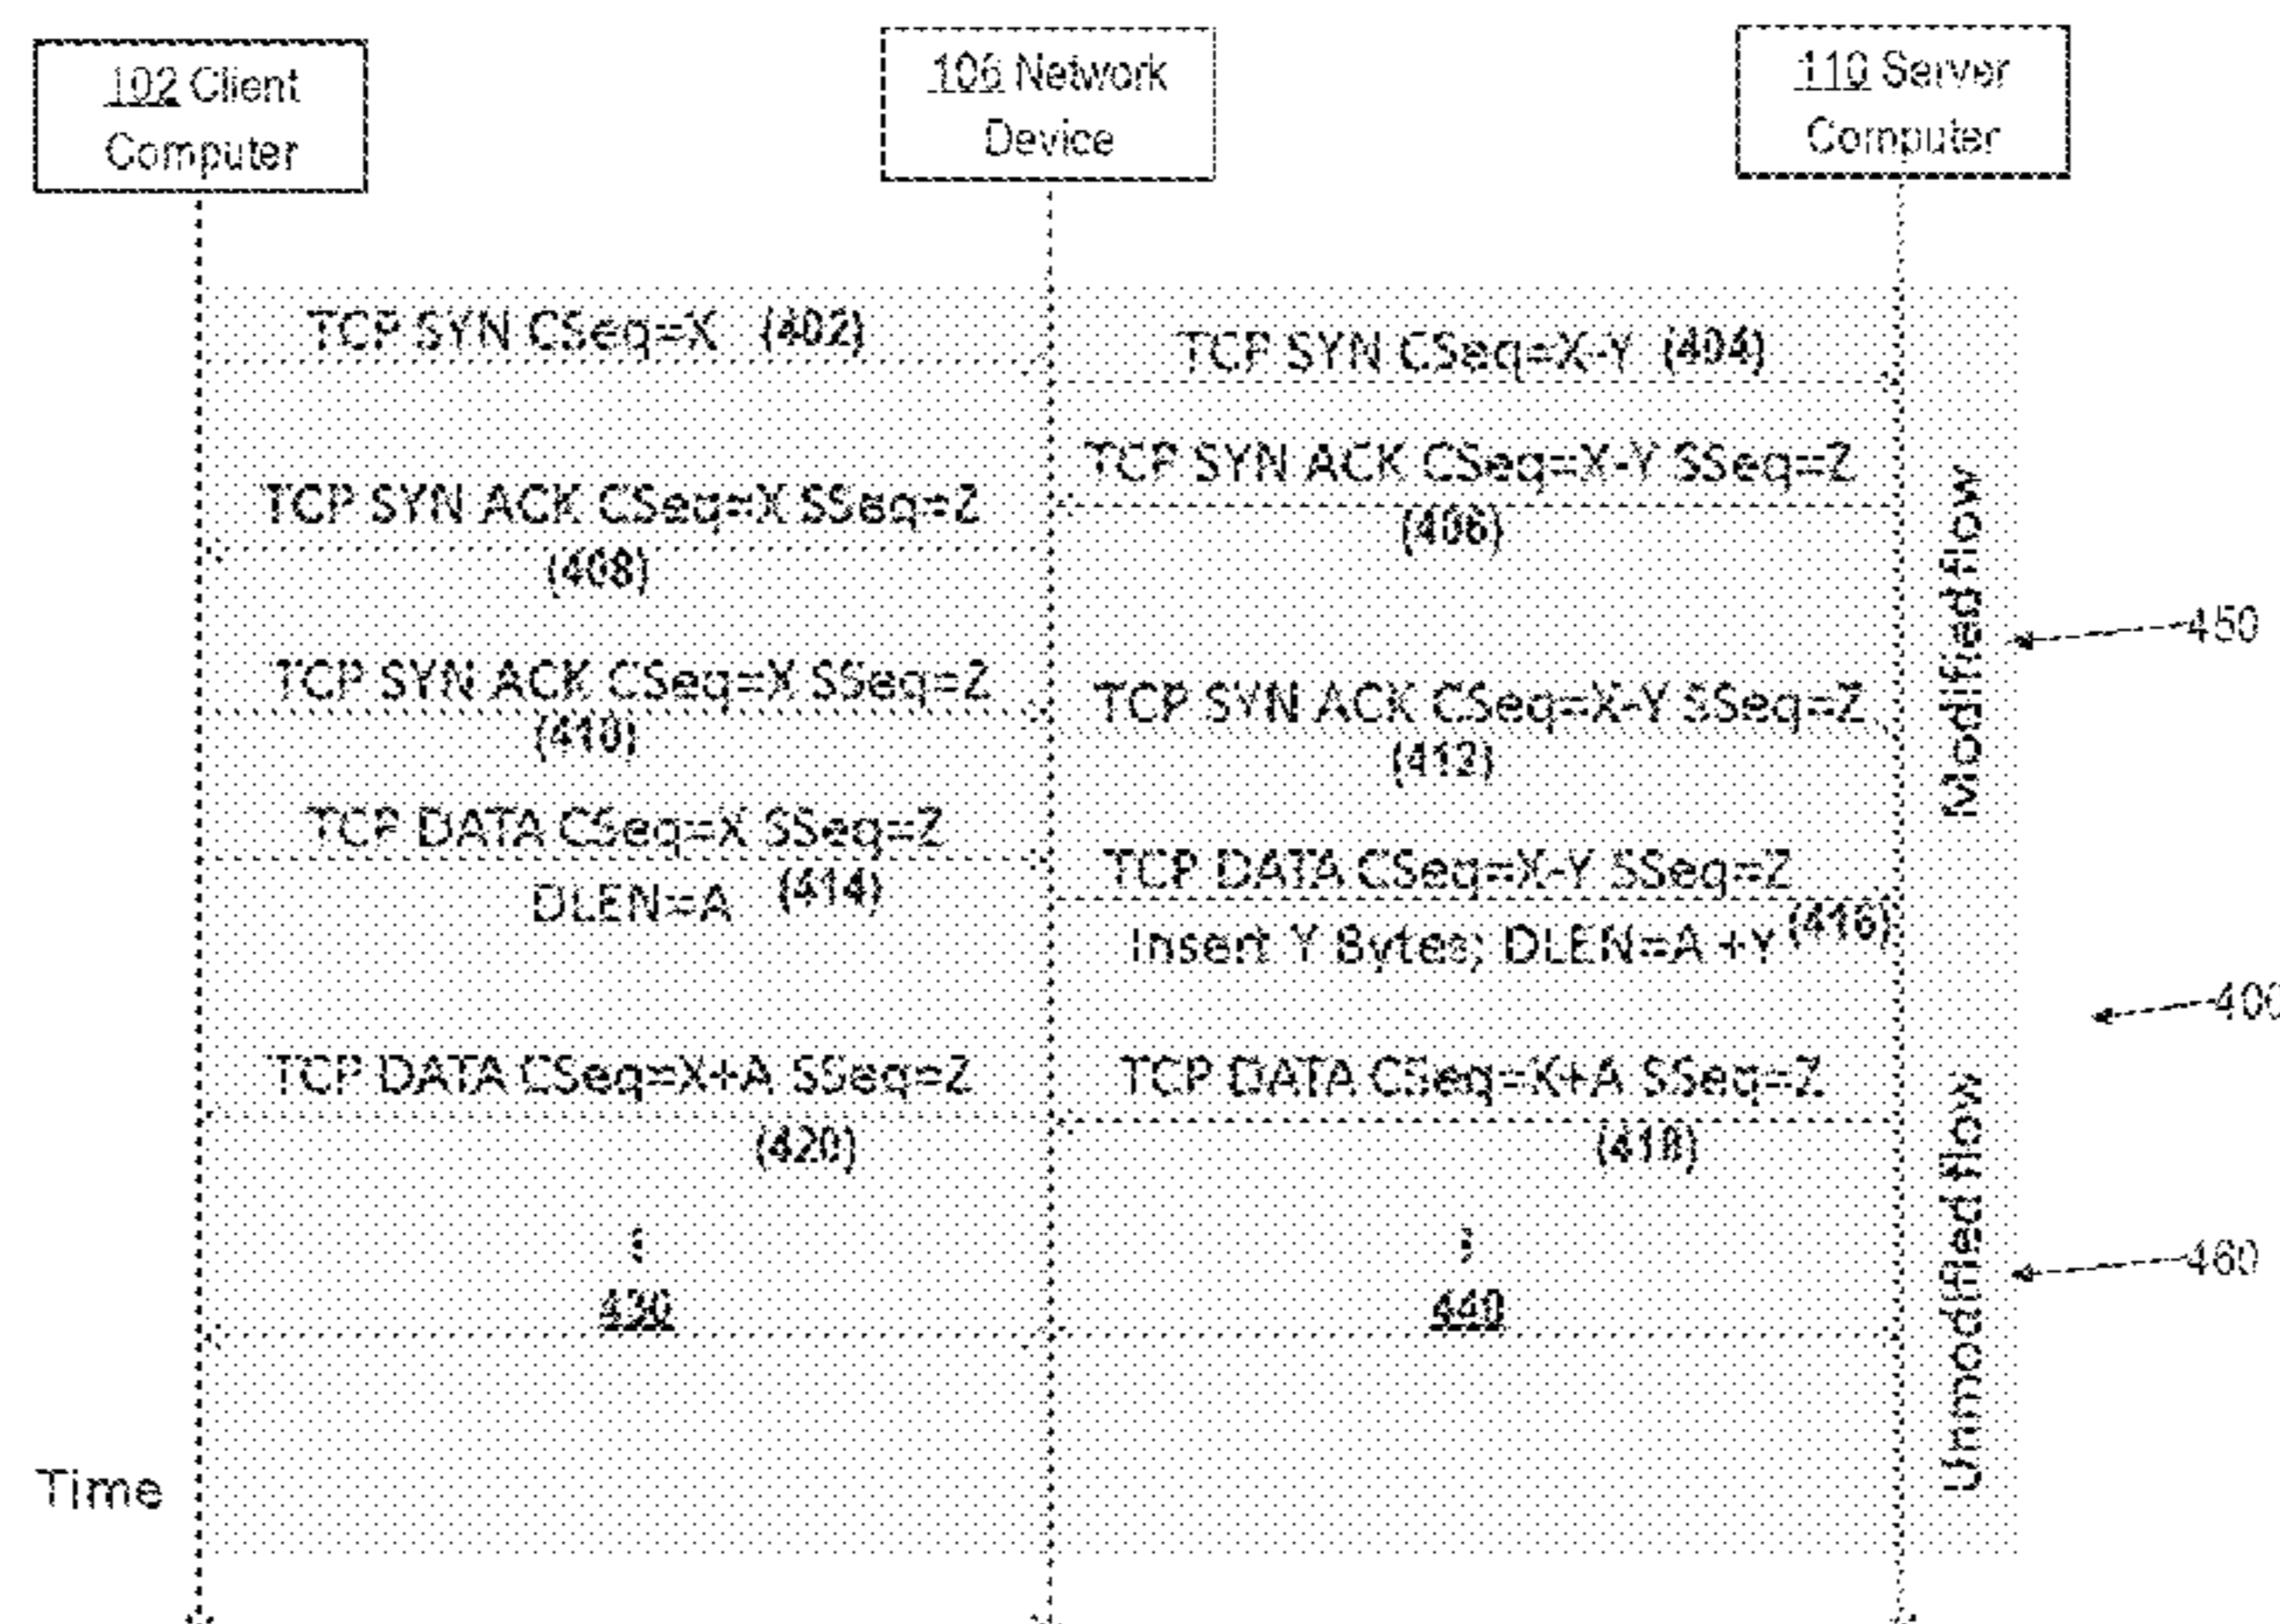 102 Client
Computer
106 Network
Device
110 Server
Computer
TCP SYN CSeq=X (402)
TCP SYN CSeq=X-Y (404)
TCP SYN ACK CSeq=X-Y SSeq=Z
(406)
TCP SYN ACK CSeq=X SSeq=Z
(408)
TCP SYN ACK CSeq=X SSeq=Z
(410)
TCP SYN ACK CSeq=X-Y SSeq=Z
(412)
TCP DATA CSeq=X SSeq=Z
DLEN=A (414)
TCP DATA CSeq=X-Y SSeq=Z
Insert Y Bytes; DLEN=A +Y (416)
TCP DATA CSeq=X+A SSeq=Z
(420)
TCP DATA CSeq=X+A SSeq=Z
(418)
430
440
Modified flow
450
400
Unmodified flow
460
Time